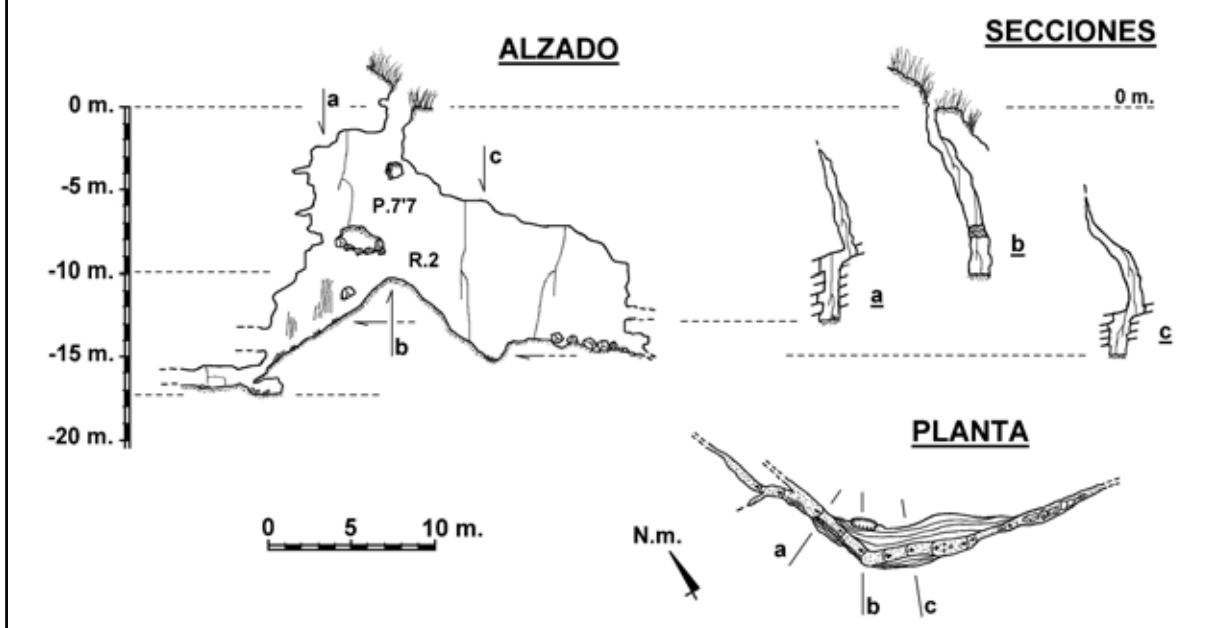 ALZADO
SECCIONES
0 m.
-5 m.
-10 m.
-15 m.
-20 m.
a
c
P.7'7
R.2
b
0 m.
a
b
c
0 5 10 m.
N.m.
PLANTA
a
b
c